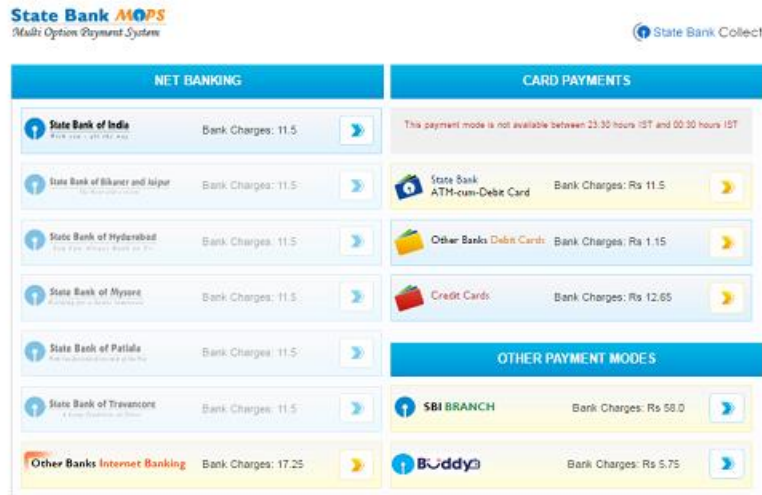 State Bank MOPS
Multi Option Payment System
State Bank Collect
NET BANKING
State Bank of India
Bank Charges: 11.5
State Bank of Bikaner and Jaipur
Bank Charges: 11.5
State Bank of Hyderabad
Bank Charges: 11.5
State Bank of Mysore
Bank Charges: 11.5
State Bank of Patiala
Bank Charges: 11.5
State Bank of Travancore
Bank Charges: 11.5
Other Banks Internet Banking
Bank Charges: 17.25
CARD PAYMENTS
This payment mode is not available between 23:30 hours IST and 00:30 hours IST
State Bank
ATM-cum-Debit Card
Bank Charges: Rs 11.5
Other Banks Debit Cards
Bank Charges: Rs 1.15
Credit Cards
Bank Charges: Rs 12.65
OTHER PAYMENT MODES
SBI BRANCH
Bank Charges: Rs 58.0
Buddy
Bank Charges: Rs 5.75